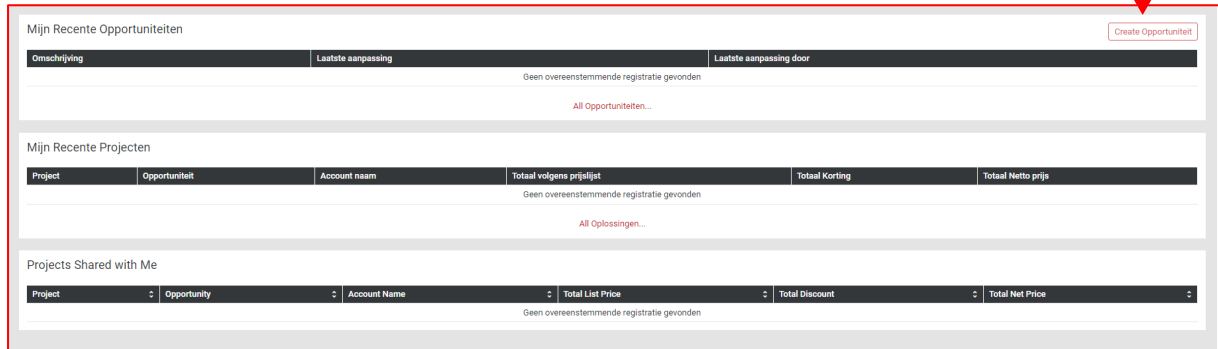 Mijn Recente Opportuniteiten
Create Opportuniteit
Omschrijving Laatste aanpassing Laatste aanpassing door
Geen overeenstemmende registratie gevonden
All Opportuniteiten...
Mijn Recente Projecten
Project Opportuniteit Account naam Totaal volgens prijslijst Totaal Korting Totaal Netto prijs
Geen overeenstemmende registratie gevonden
All Oplossingen...
Projects Shared with Me
Project Opportunity Account Name Total List Price Total Discount Total Net Price
Geen overeenstemmende registratie gevonden